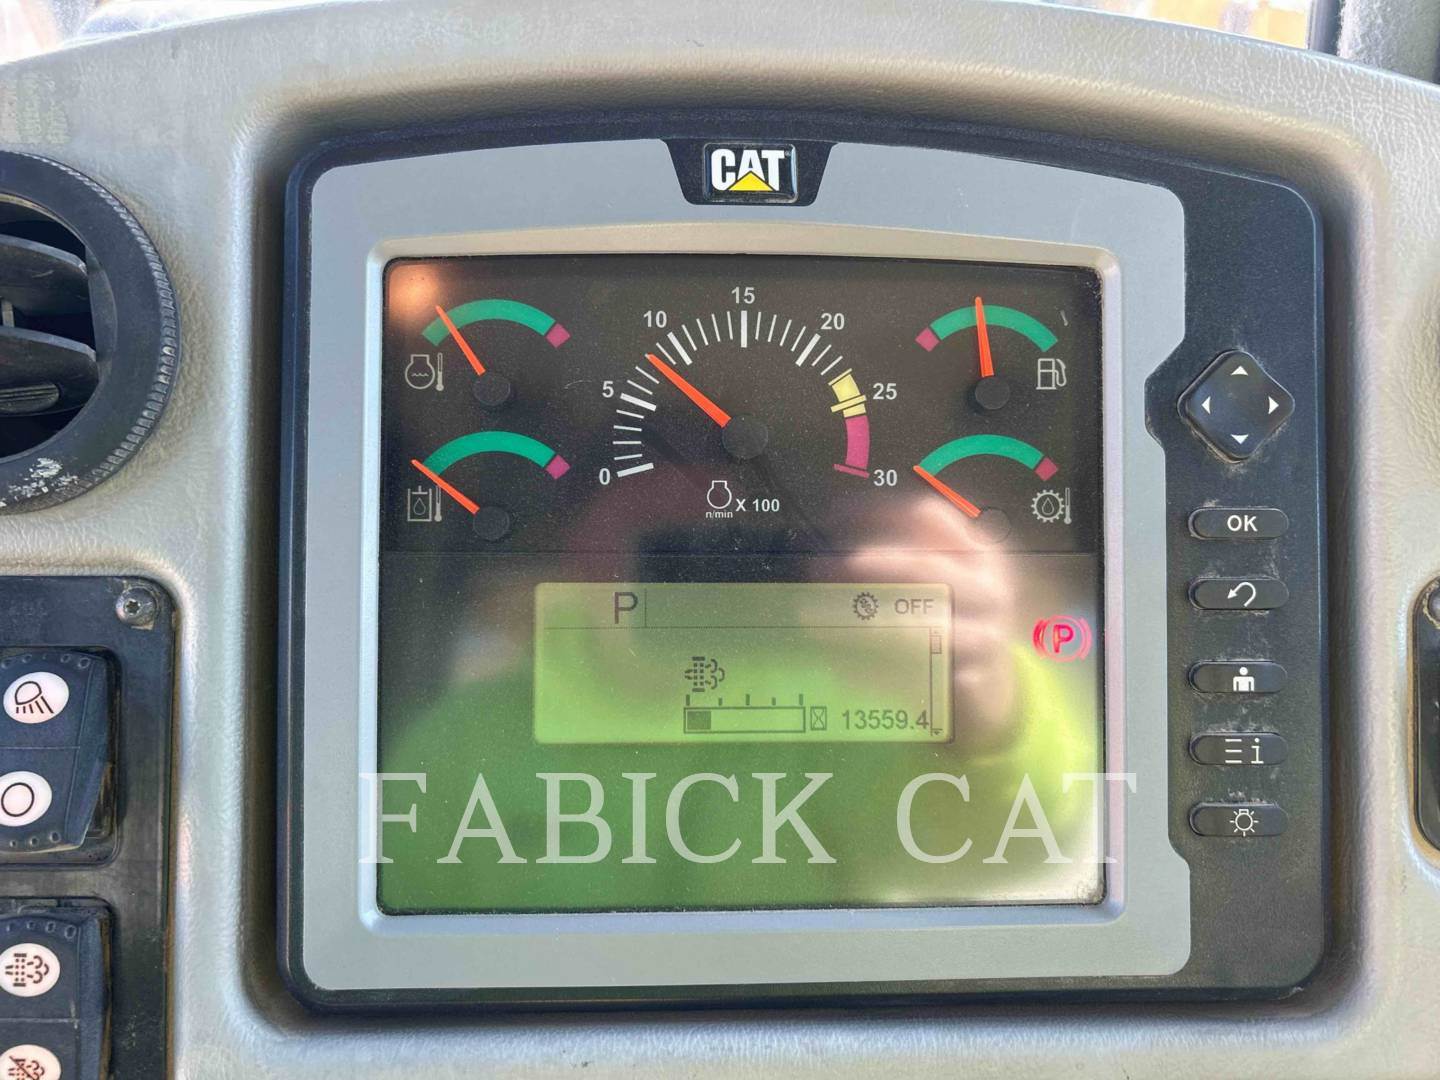 CAT
15
10
20
5
25
0
30
n/min X 100
OK
P
OFF
P
i
13559.4
FABICK CAT